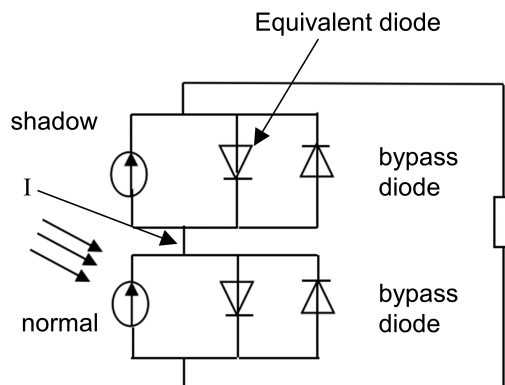 Equivalent diode
shadow
bypass
diode
I
normal
bypass
diode